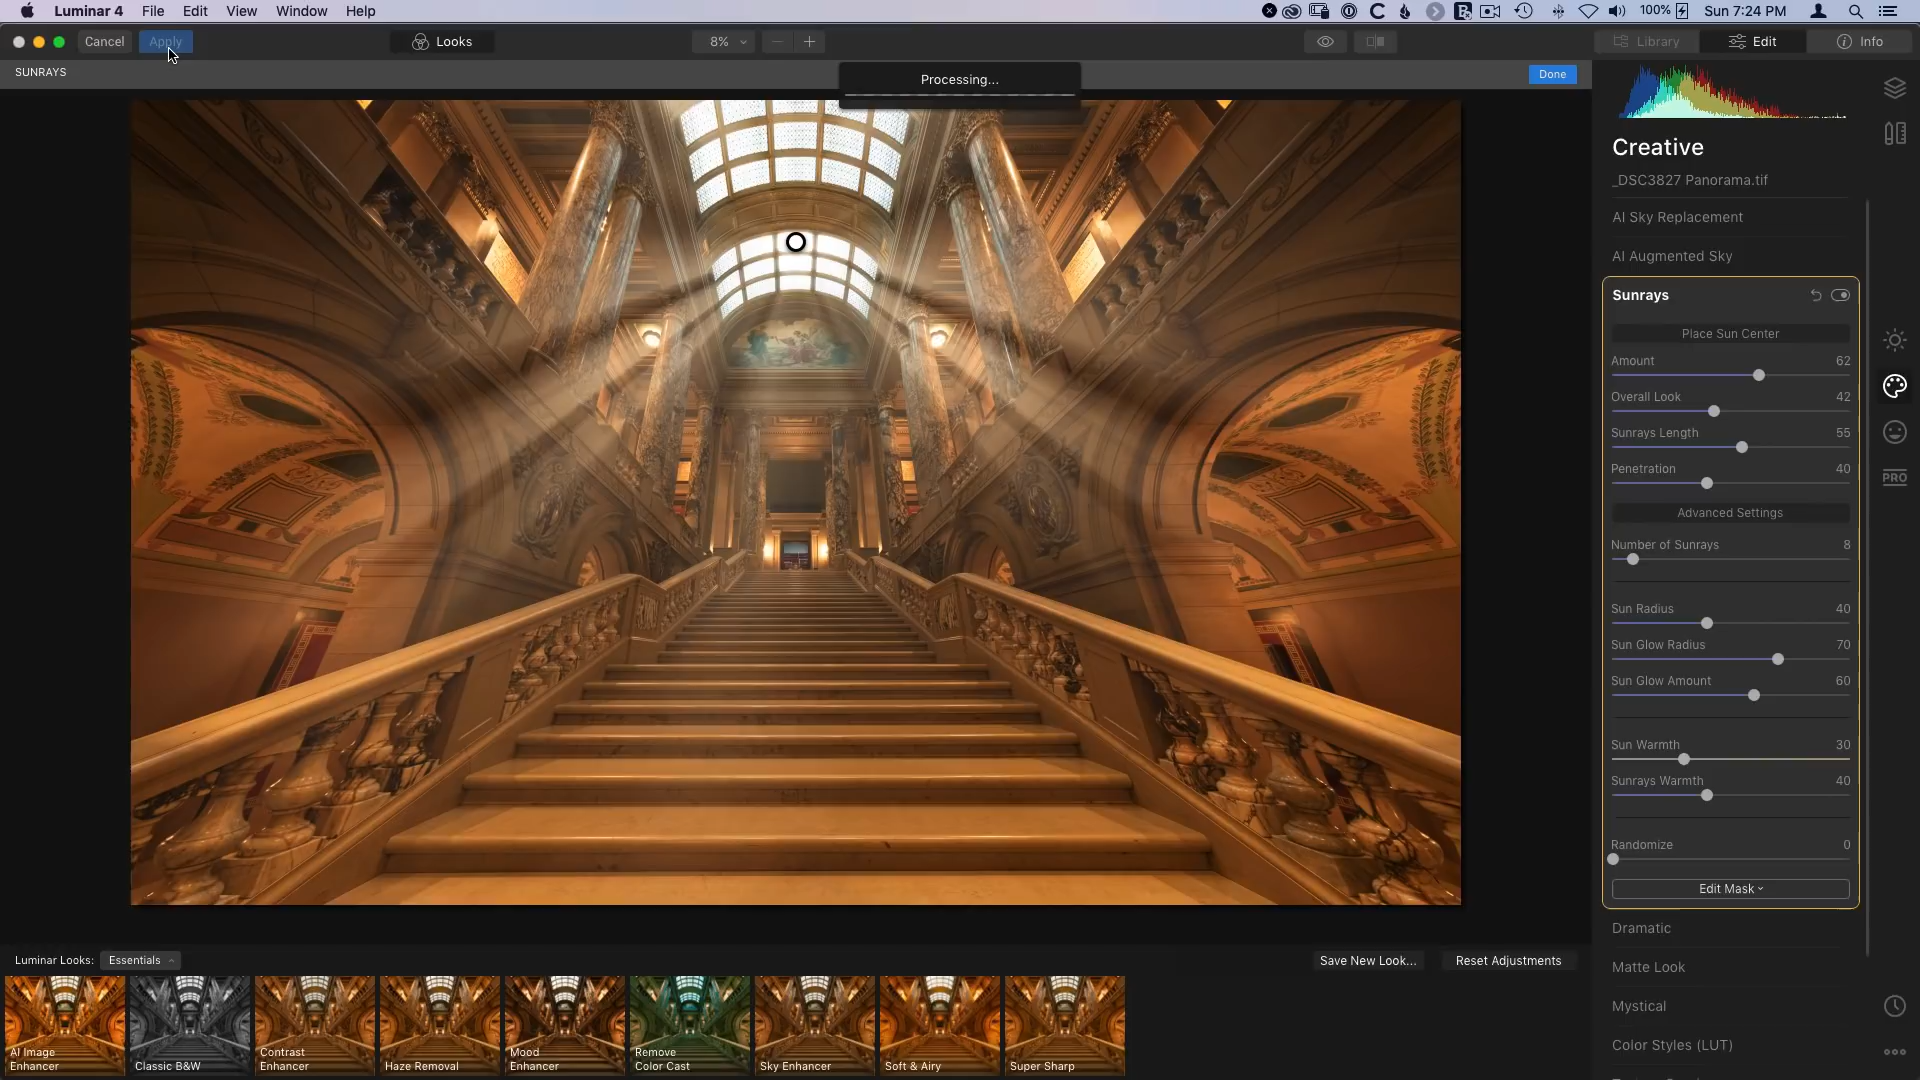 Luminar 4 File Edit View Window Help
100% Sun 7:24 PM
Cancel Apply Looks 8% Library Edit Info
SUNRAYS
Processing...
Done
Creative
_DSC3827 Panorama.tif
AI Sky Replacement
AI Augmented Sky
Sunrays
Place Sun Center
Amount 62
Overall Look 42
Sunrays Length 55
Penetration 40
PRO
Advanced Settings
Number of Sunrays 8
Sun Radius 40
Sun Glow Radius 70
Sun Glow Amount 60
Sun Warmth 30
Sunrays Warmth 40
Randomize 0
Edit Mask
Dramatic
Matte Look
Mystical
Color Styles (LUT)
Luminar Looks: Essentials
Save New Look... Reset Adjustments
AI Image
Enhancer
Classic B&W
Contrast
Enhancer
Haze Removal
Mood
Enhancer
Remove
Color Cast
Sky Enhancer
Soft & Airy
Super Sharp